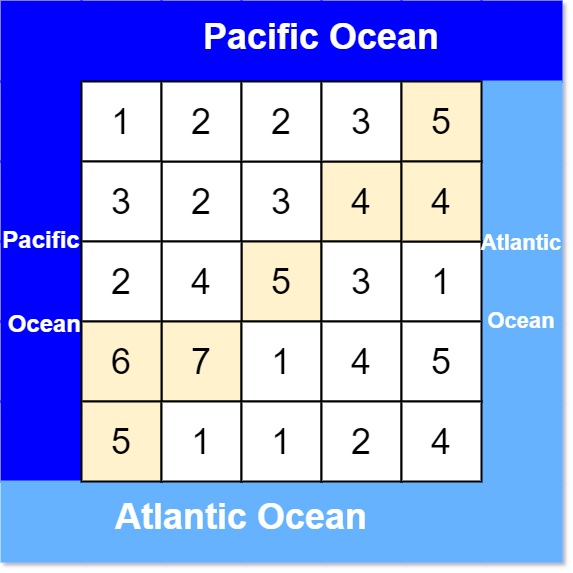 Pacific Ocean
1 2 2 3 5
3 2 3 4 4
Pacific
Atlantic
2 4 5 3 1
Ocean
Ocean
6 7 1 4 5
5 1 1 2 4
Atlantic Ocean